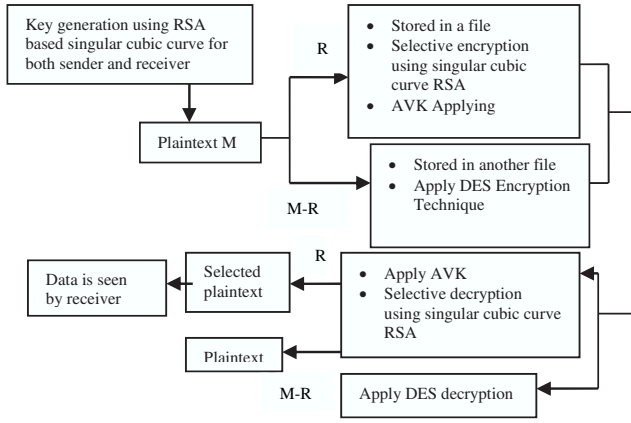 Key generation using RSA
based singular cubic curve for
both sender and receiver
R
• Stored in a file
• Selective encryption
using singular cubic
curve RSA
• AVK Applying
Plaintext M
M-R
• Stored in another file
• Apply DES Encryption
Technique
Data is seen
by receiver
Selected
plaintext
R
• Apply AVK
• Selective decryption
using singular cubic curve
RSA
Plaintext
M-R
Apply DES decryption